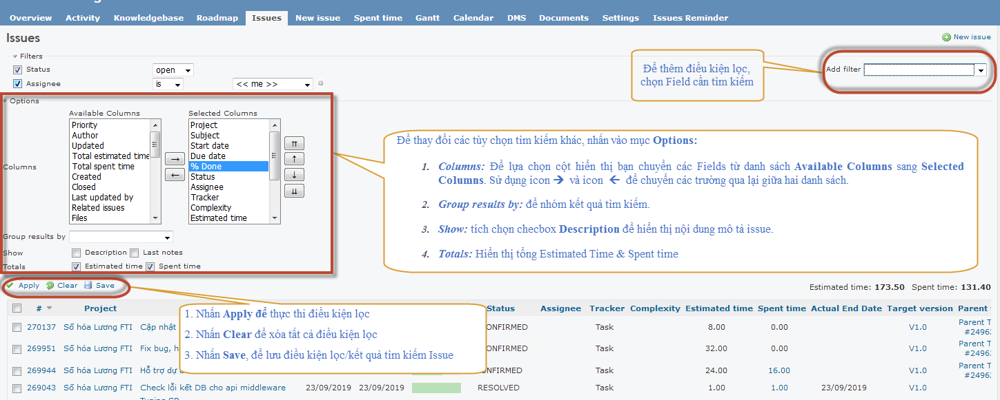 Overview Activity Knowledgebase Roadmap Issues New issue Spent time Gantt Calendar DMS Documents Settings Issues Reminder
Issues
New issue
Filters
Status open
Assignee is << me >>
Add filter
Để thêm điều kiện lọc,
chọn Field cần tìm kiếm
Options
Available Columns Selected Columns
Columns
Priority
Author
Updated
Total estimated time
Total spent time
Created
Closed
Last updated by
Related issues
Files
→
←
Project
Subject
Start date
Due date
% Done
Status
Assignee
Tracker
Complexity
Estimated time
⇈
↑
↓
⇊
Group results by
Show Description Last notes
Totals Estimated time Spent time
Để thay đổi các tùy chọn tìm kiếm khác, nhấn vào mục Options:
1. Columns: Để lựa chọn cột hiển thị bạn chuyển các Fields từ danh sách Available Columns sang Selected
Columns. Sử dụng icon → và icon ← để chuyển các trường qua lại giữa hai danh sách.
2. Group results by: để nhóm kết quả tìm kiếm.
3. Show: tích chọn checbox Description để hiển thị nội dung mô tả issue.
4. Totals: Hiển thị tổng Estimated Time & Spent time
Apply Clear Save
Estimated time: 173.50 Spent time: 131.40
1. Nhấn Apply để thực thi điều kiện lọc
2. Nhấn Clear để xóa tất cả điều kiện lọc
3. Nhấn Save, để lưu điều kiện lọc/kết quả tìm kiếm Issue
# Project Status Assignee Tracker Complexity Estimated time Spent time Actual End Date Target version Parent
270137 Số hóa Lương FTI Cập nhật ONFIRMED Task 8.00 0.00 V1.0 Parent T
#2496
269951 Số hóa Lương FTI Fix bug, h ONFIRMED Task 32.00 0.00 V1.0 Parent T
#2496
269944 Số hóa Lương FTI Hỗ trợ dự ONFIRMED Task 24.00 16.00 V1.0 Parent T
#2496
269043 Số hóa Lương FTI Check lỗi kết DB cho api middleware 23/09/2019 23/09/2019 RESOLVED Task 1.00 1.00 23/09/2019 V1.0